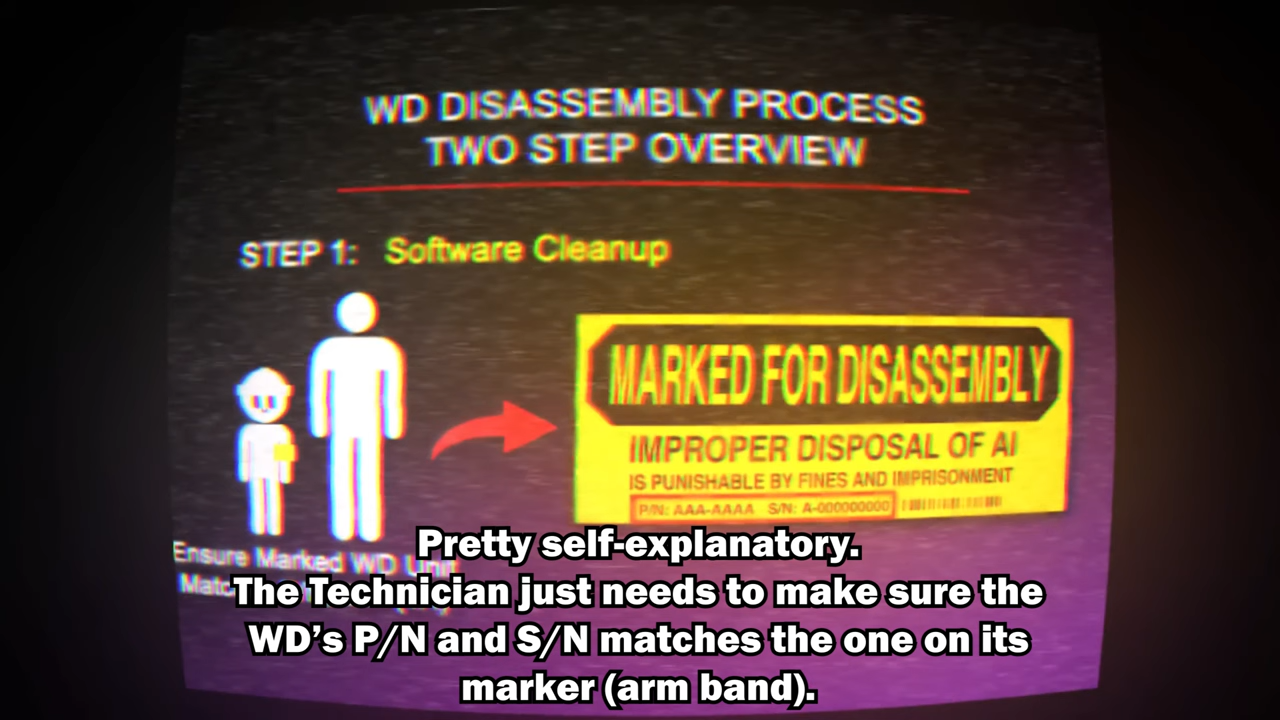 WD DISASSEMBLY PROCESS
TWO STEP OVERVIEW
STEP 1: Software Cleanup
MARKED FOR DISASSEMBLY
IMPROPER DISPOSAL OF AI
IS PUNISHABLE BY FINES AND IMPRISONMENT
P/N: AAA-AAAA S/N: A-000000000
Ensure Marked WD Unit
Pretty self-explanatory.
The Technician just needs to make sure the
WD’s P/N and S/N matches the one on its
marker (arm band).